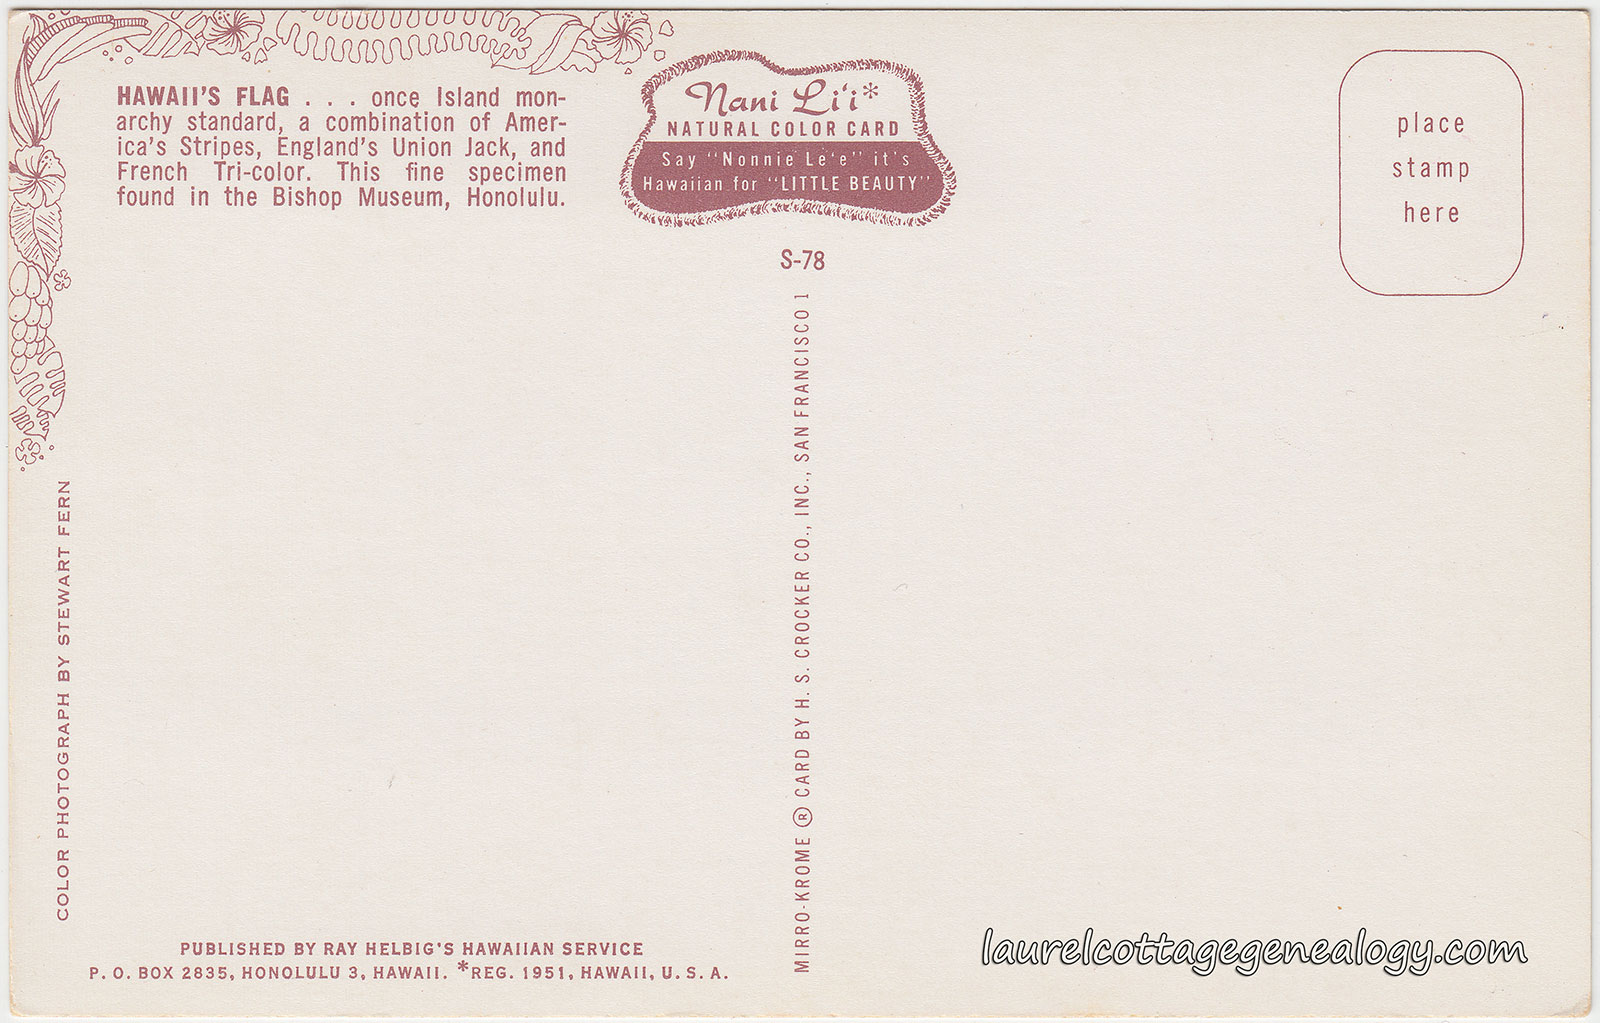 HAWAII'S FLAG . . . once Island mon-
archy standard, a combination of Amer-
ica's Stripes, England's Union Jack, and
French Tri-color. This fine specimen
found in the Bishop Museum, Honolulu.
Nani Li'i*
NATURAL COLOR CARD
Say "Nonnie Le'e" it's
Hawaiian for "LITTLE BEAUTY"
S-78
place
stamp
here
COLOR PHOTOGRAPH BY STEWART FERN
MIRRO-KROME ® CARD BY H. S. CROCKER CO., INC., SAN FRANCISCO 1
PUBLISHED BY RAY HELBIG'S HAWAIIAN SERVICE
P. O. BOX 2835, HONOLULU 3, HAWAII. *REG. 1951, HAWAII, U. S. A.
laurelcottagegenealogy.com